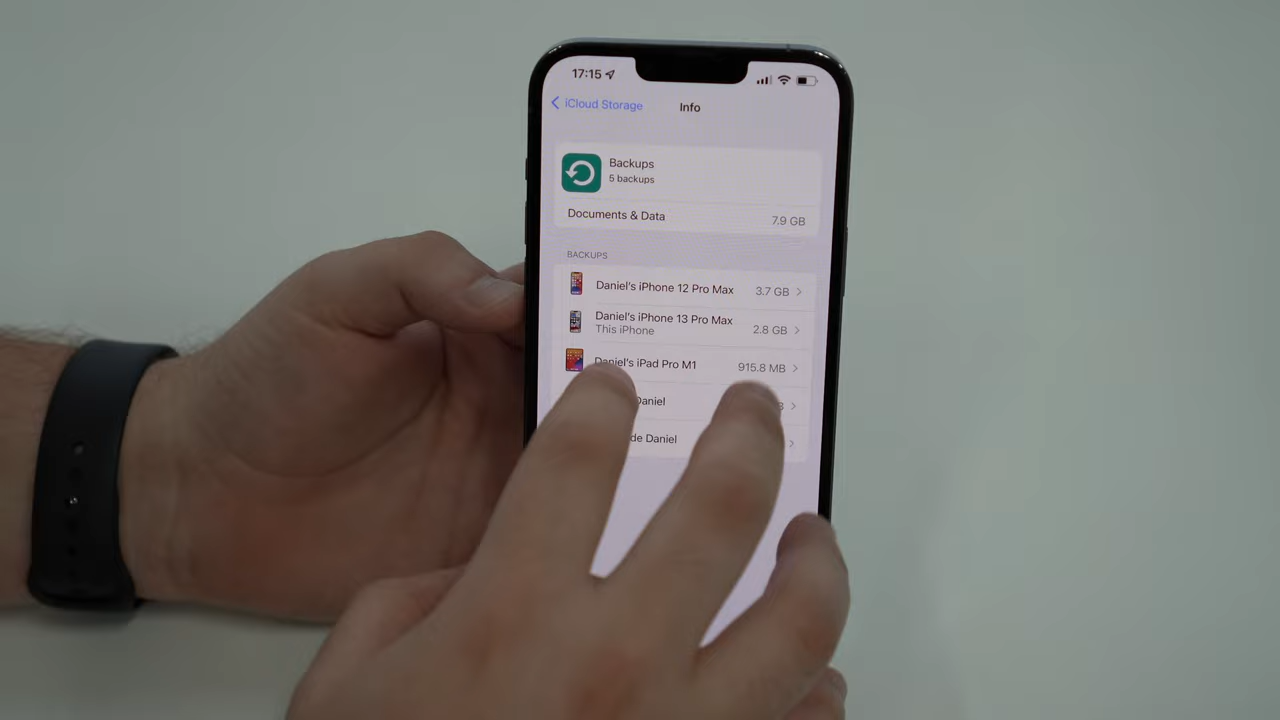 17:15
iCloud Storage
Info
Backups
5 backups
Documents & Data
7.9 GB
BACKUPS
Daniel's iPhone 12 Pro Max
3.7 GB
Daniel's iPhone 13 Pro Max
This iPhone
2.8 GB
Daniel's iPad Pro M1
915.8 MB
Daniel
de Daniel